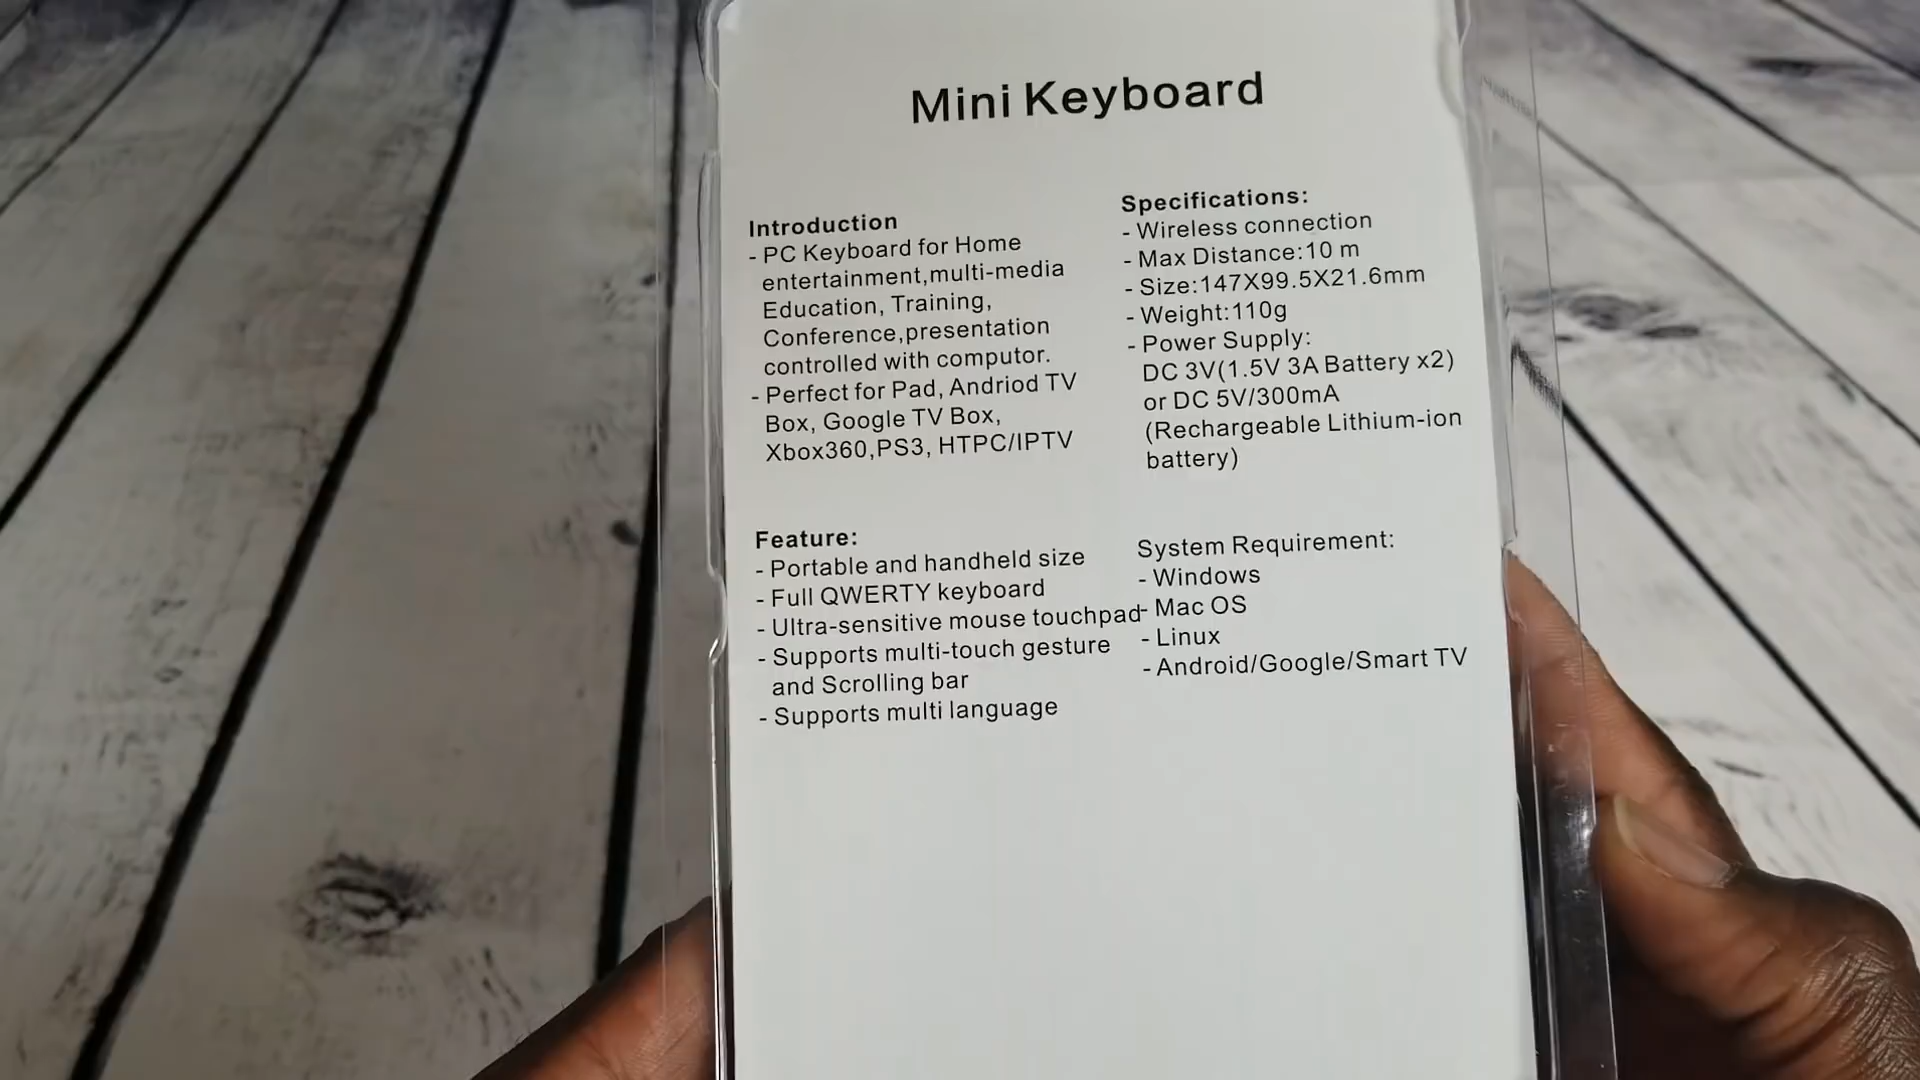 Mini Keyboard
Introduction
- PC Keyboard for Home
entertainment,multi-media
Education, Training,
Conference,presentation
controlled with computor.
- Perfect for Pad, Andriod TV
Box, Google TV Box,
Xbox360,PS3, HTPC/IPTV
Specifications:
- Wireless connection
- Max Distance:10 m
- Size:147X99.5X21.6mm
- Weight:110g
- Power Supply:
DC 3V(1.5V 3A Battery x2)
or DC 5V/300mA
(Rechargeable Lithium-ion
battery)
Feature:
- Portable and handheld size
- Full QWERTY keyboard
- Ultra-sensitive mouse touchpad
- Supports multi-touch gesture
and Scrolling bar
- Supports multi language
System Requirement:
- Windows
- Mac OS
- Linux
- Android/Google/Smart TV